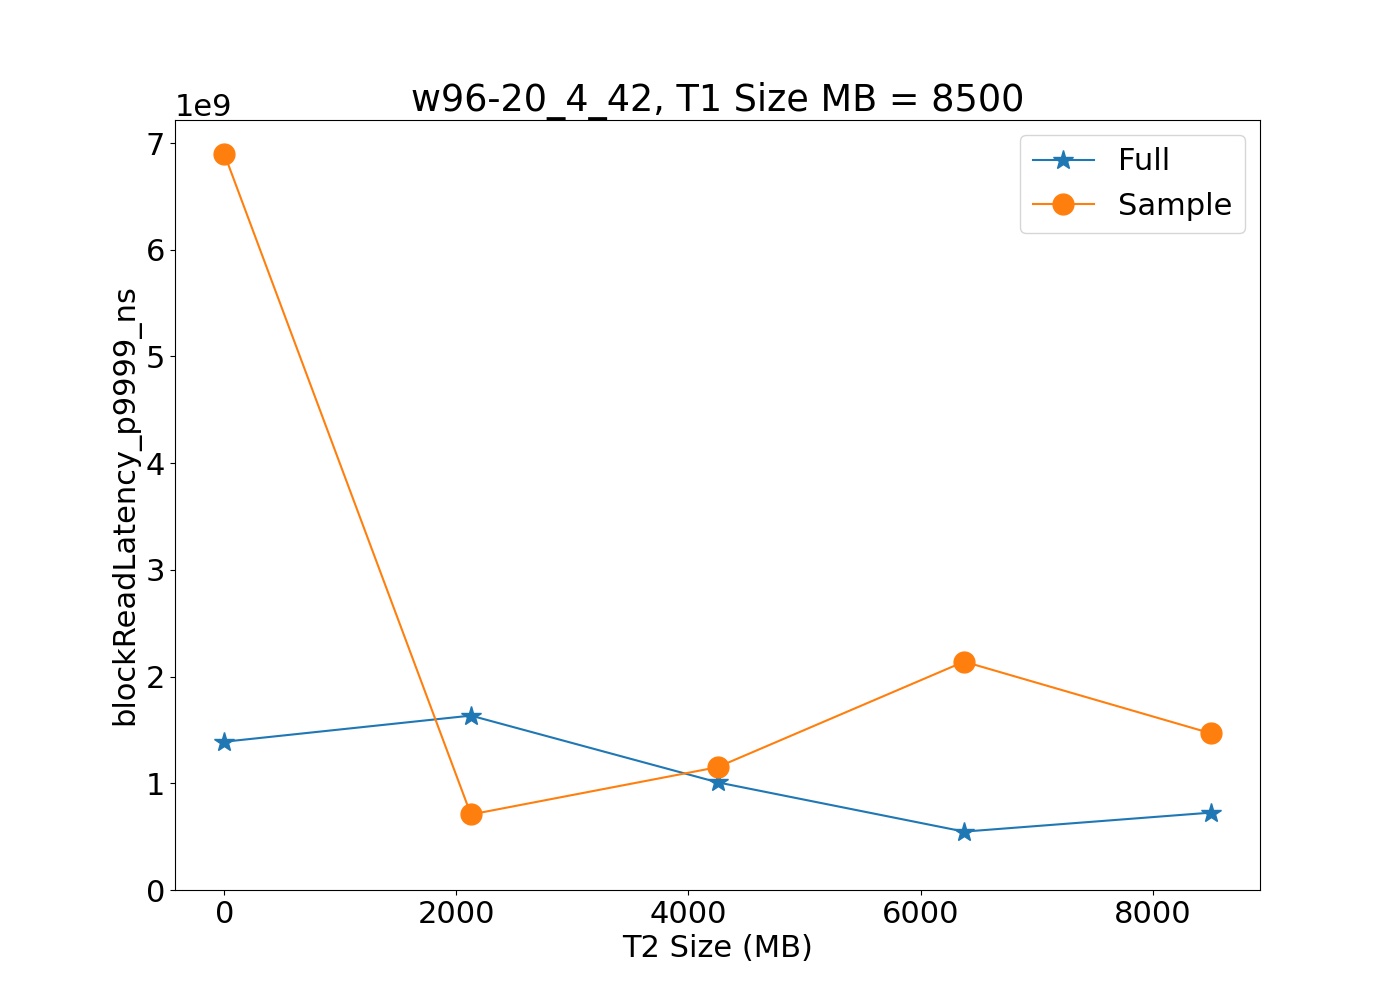 w96-20_4_42, T1 Size MB = 8500
1e9
7
6
5
4
3
2
1
0
blockReadLatency_p9999_ns
Full
Sample
0 2000 4000 6000 8000
T2 Size (MB)